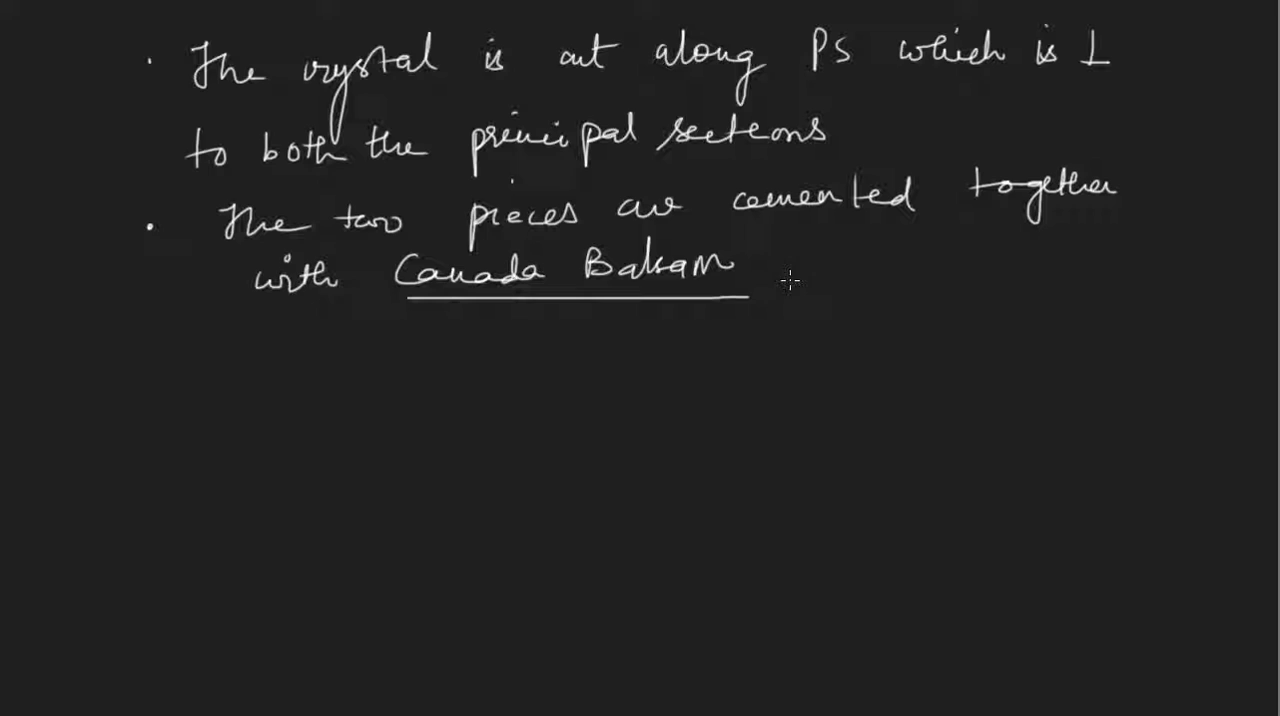 · The crystal is cut along PS which is ⊥
to both the principal sections
· The two pieces are cemented together
with Canada Balsam